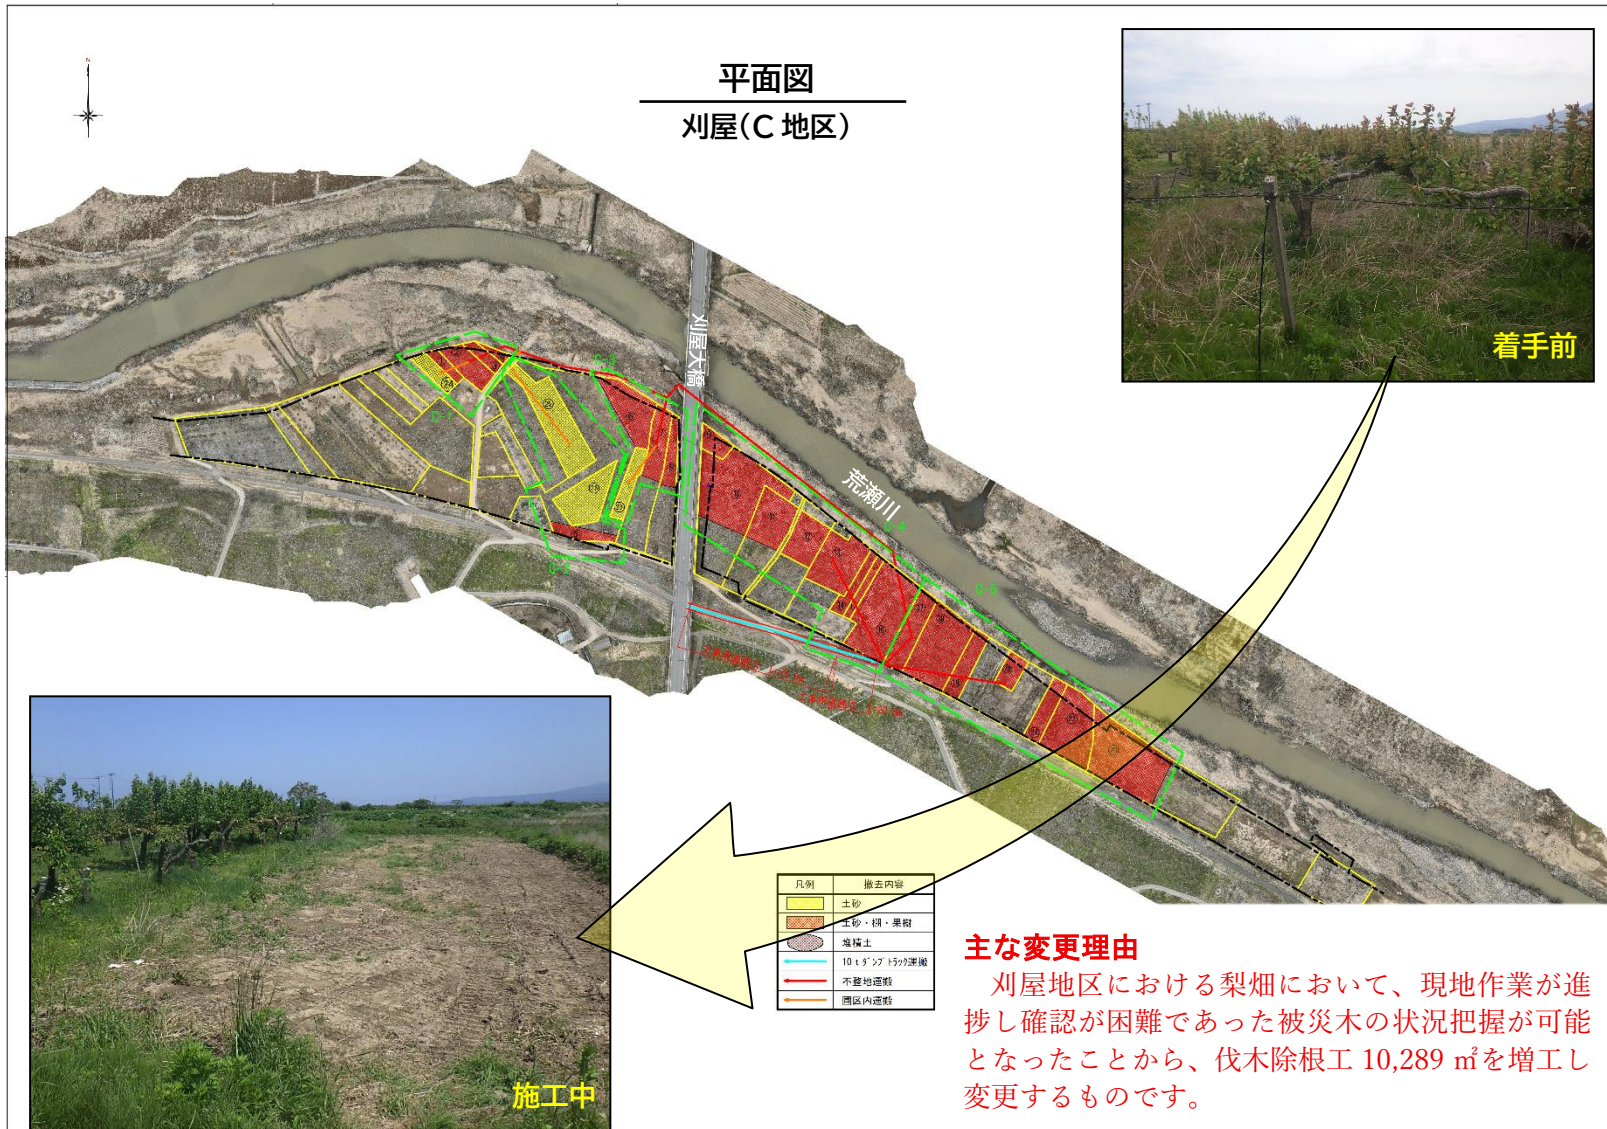 平面図
刈屋(C 地区)
着手前
刈屋大橋
荒瀬川
C-4
施工中
凡例 撤去内容
土砂
土砂・棚・果樹
堆積土
10ｔダンプトラック運搬
不整地運搬
圃区内運搬
主な変更理由
刈屋地区における梨畑において、現地作業が進
捗し確認が困難であった被災木の状況把握が可能
となったことから、伐木除根工 10,289 ㎡を増工し
変更するものです。